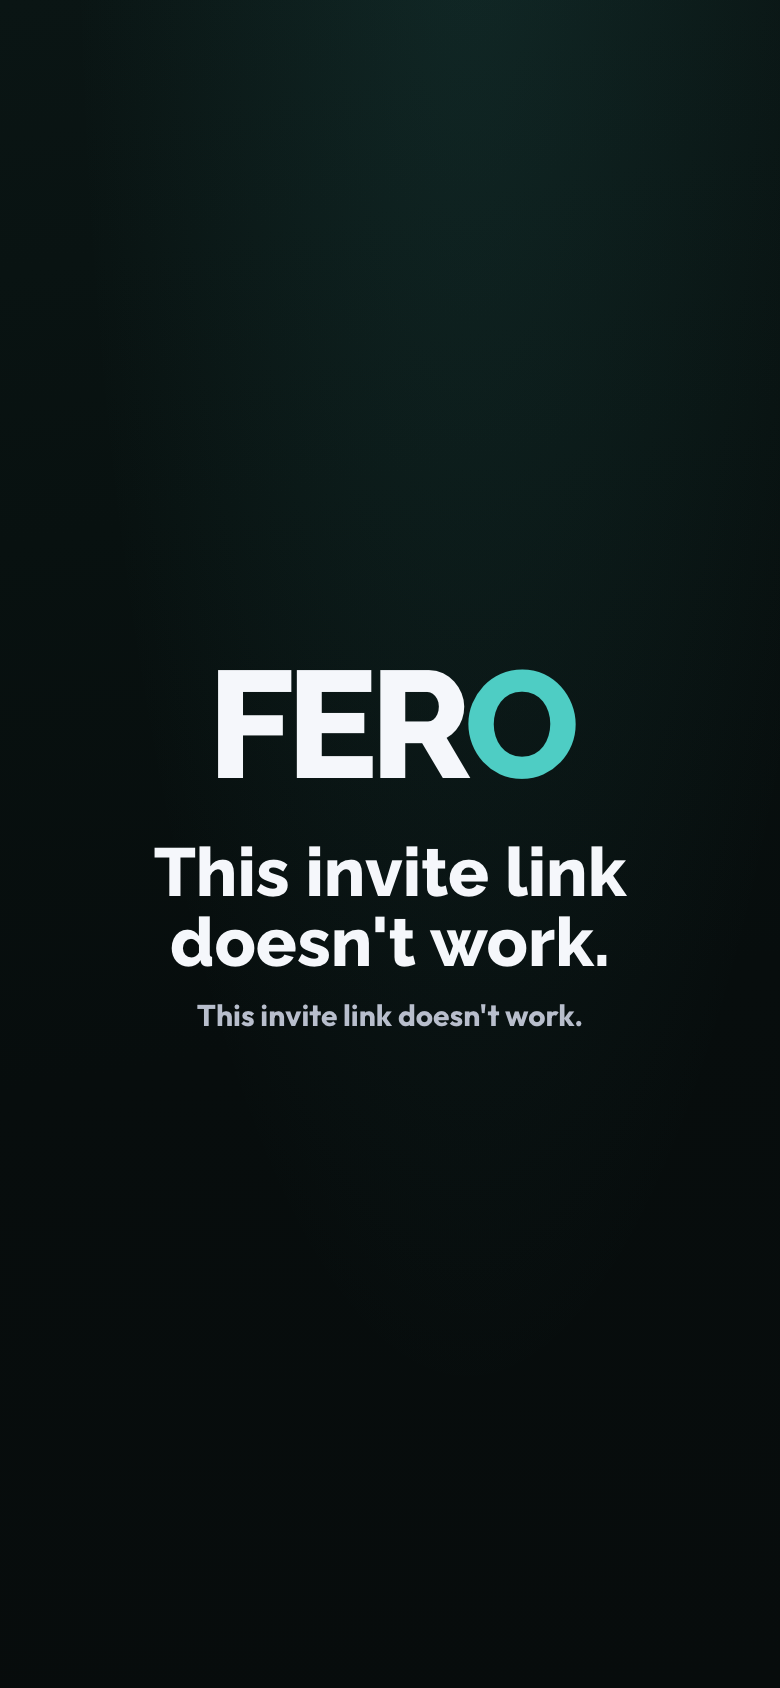 FERO
This invite link
doesn't work.
This invite link doesn't work.